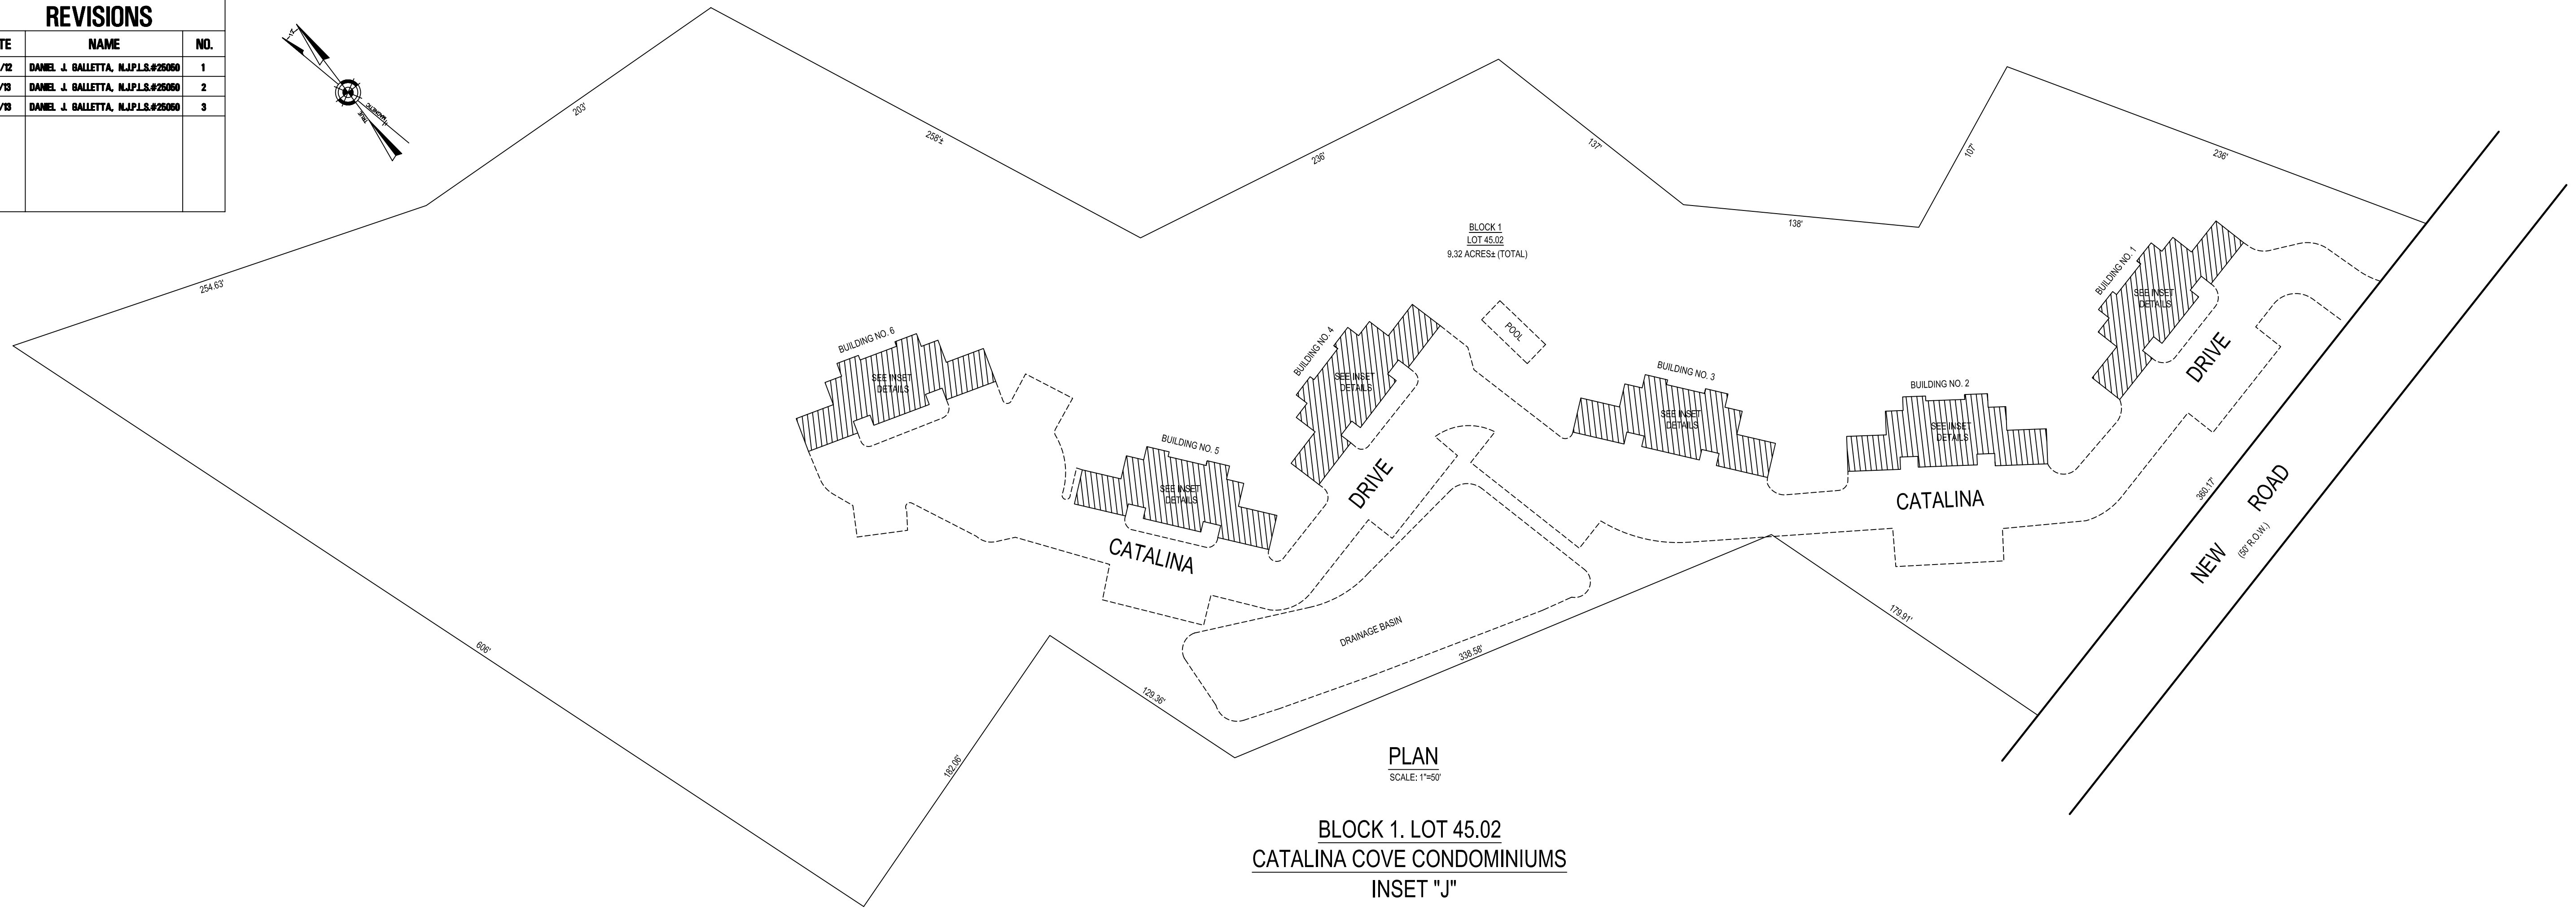 REVISIONS
TE NAME NO.
/12 DANIEL J. GALLETTA, N.J.P.L.S.#25050 1
/13 DANIEL J. GALLETTA, N.J.P.L.S.#25050 2
/13 DANIEL J. GALLETTA, N.J.P.L.S.#25050 3
MAGNETIC
TRUE
203'
258'±
236'
137'
138'
107'
236'
254.63'
BLOCK 1
LOT 45.02
9.32 ACRES± (TOTAL)
BUILDING NO. 6
SEE INSET
DETAILS
BUILDING NO. 5
SEE INSET
DETAILS
BUILDING NO. 4
SEE INSET
DETAILS
POOL
BUILDING NO. 3
SEE INSET
DETAILS
BUILDING NO. 2
SEE INSET
DETAILS
BUILDING NO. 1
SEE INSET
DETAILS
CATALINA
DRIVE
CATALINA
DRIVE
NEW ROAD
(50' R.O.W.)
360.17'
179.91'
338.58'
DRAINAGE BASIN
129.36'
182.06'
606'
PLAN
SCALE: 1"=50'
BLOCK 1. LOT 45.02
CATALINA COVE CONDOMINIUMS
INSET "J"